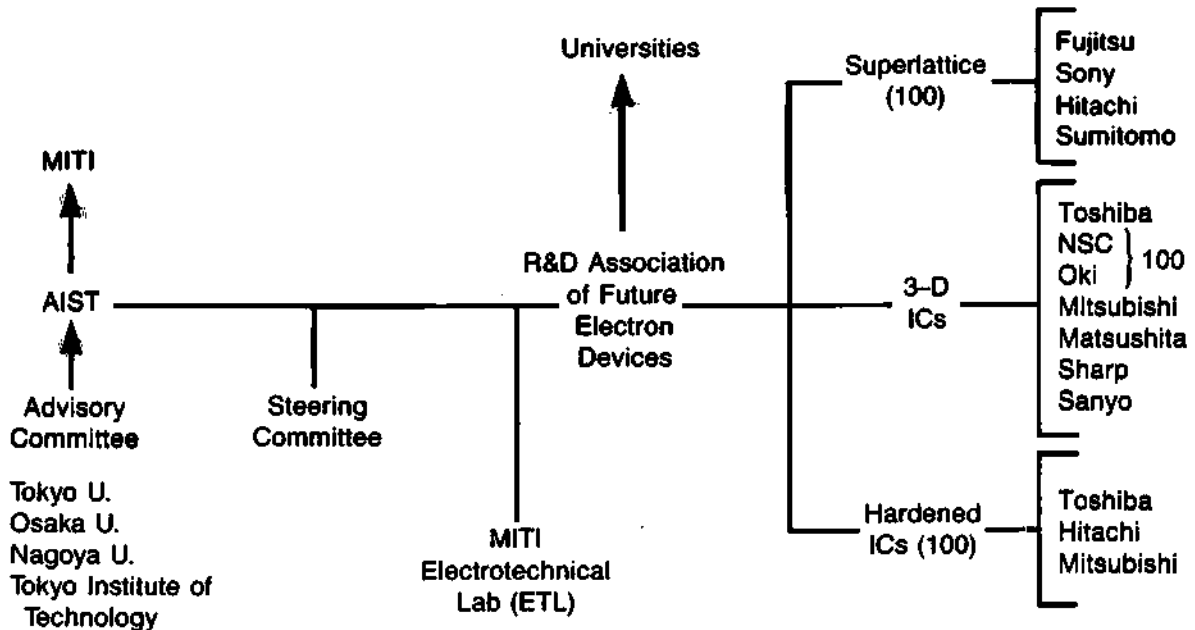 MITI
AIST
Advisory
Committee
Tokyo U.
Osaka U.
Nagoya U.
Tokyo Institute of
Technology
Steering
Committee
MITI
Electrotechnical
Lab (ETL)
Universities
R&D Association
of Future
Electron
Devices
Superlattice
(100)
Fujitsu
Sony
Hitachi
Sumitomo
3–D
ICs
Toshiba
NSC
Oki
100
Mitsubishi
Matsushita
Sharp
Sanyo
Hardened
ICs (100)
Toshiba
Hitachi
Mitsubishi